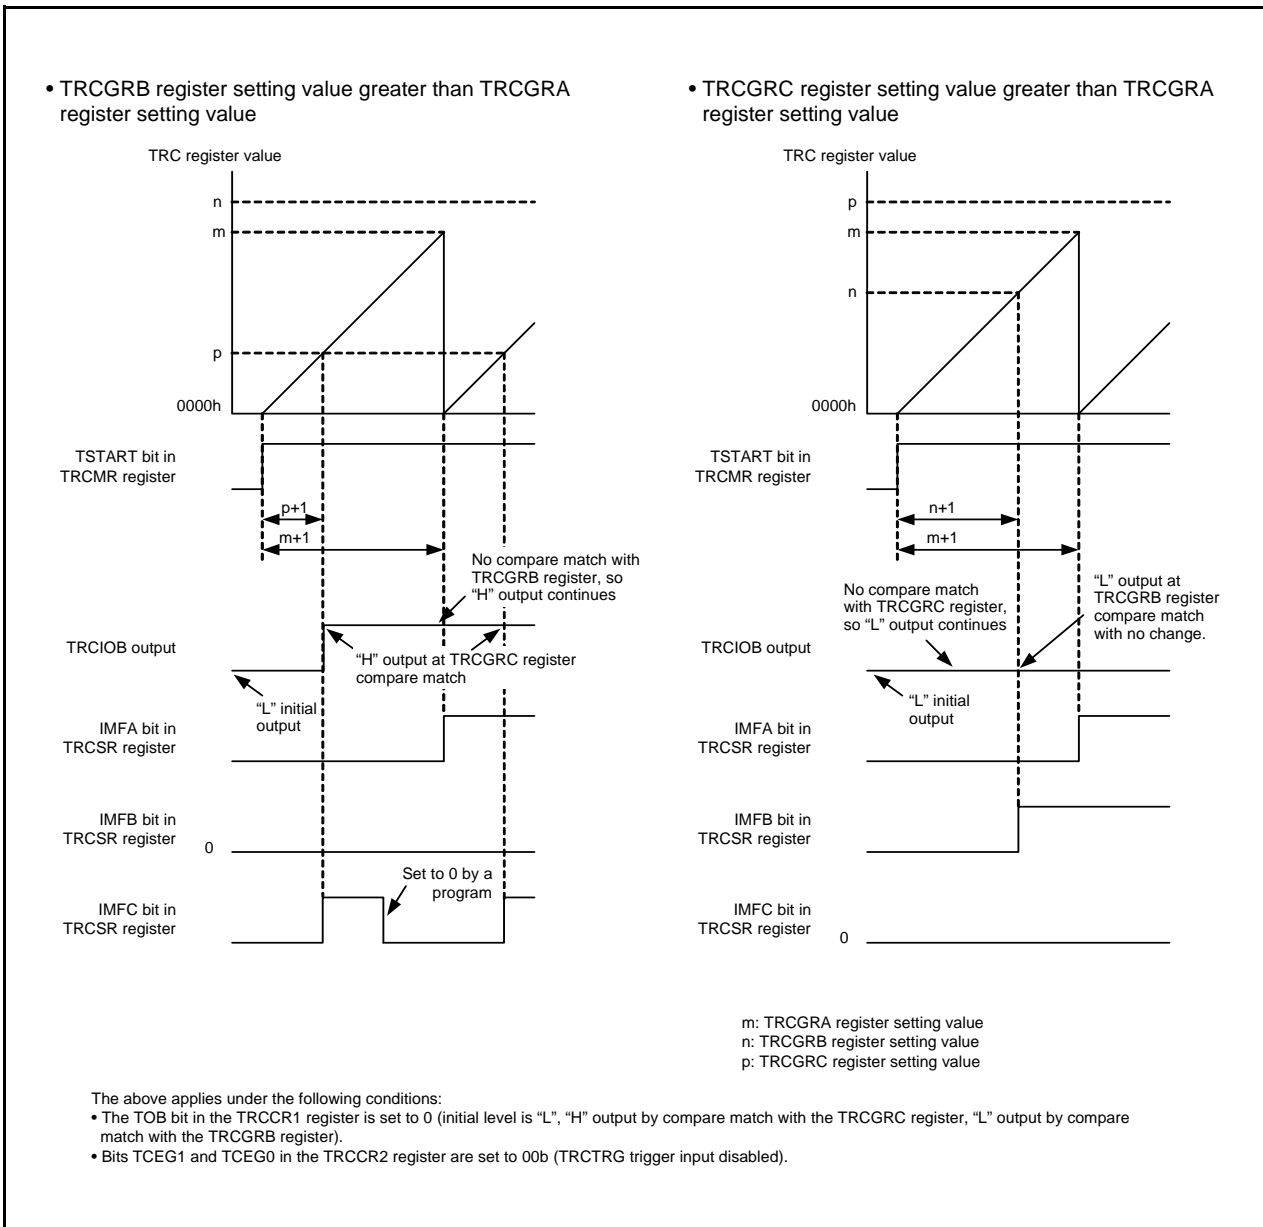 • TRCGRB register setting value greater than TRCGRA
register setting value
TRC register value
n
m
p
0000h
TSTART bit in
TRCMR register
p+1
m+1
No compare match with
TRCGRB register, so
“H” output continues
TRCIOB output
“H” output at TRCGRC register
compare match
“L” initial
output
IMFA bit in
TRCSR register
IMFB bit in
TRCSR register
0
Set to 0 by a
program
IMFC bit in
TRCSR register
• TRCGRC register setting value greater than TRCGRA
register setting value
TRC register value
p
m
n
0000h
TSTART bit in
TRCMR register
n+1
m+1
No compare match
with TRCGRC register,
so “L” output continues
“L” output at
TRCGRB register
compare match
with no change.
TRCIOB output
“L” initial
output
IMFA bit in
TRCSR register
IMFB bit in
TRCSR register
IMFC bit in
TRCSR register
0
m: TRCGRA register setting value
n: TRCGRB register setting value
p: TRCGRC register setting value
The above applies under the following conditions:
• The TOB bit in the TRCCR1 register is set to 0 (initial level is “L”, “H” output by compare match with the TRCGRC register, “L” output by compare
match with the TRCGRB register).
• Bits TCEG1 and TCEG0 in the TRCCR2 register are set to 00b (TRCTRG trigger input disabled).